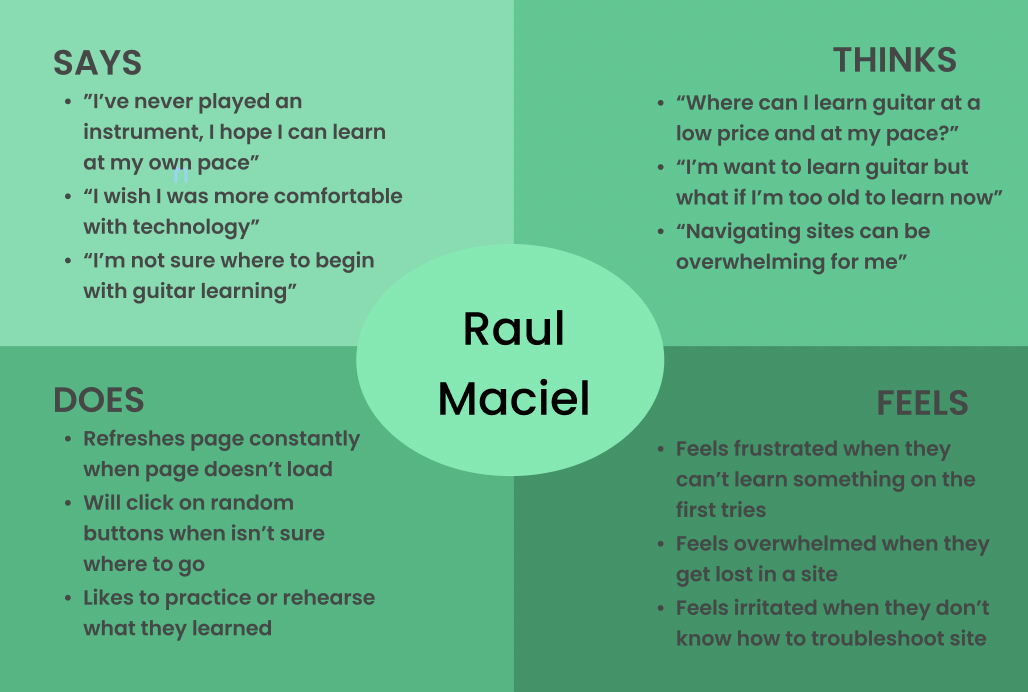 SAYS
• ”I’ve never played an
instrument, I hope I can learn
at my own pace”
• “I wish I was more comfortable
with technology”
• “I’m not sure where to begin
with guitar learning”
THINKS
• “Where can I learn guitar at a
low price and at my pace?”
• “I’m want to learn guitar but
what if I’m too old to learn now”
• “Navigating sites can be
overwhelming for me”
Raul
Maciel
DOES
• Refreshes page constantly
when page doesn’t load
• Will click on random
buttons when isn’t sure
where to go
• Likes to practice or rehearse
what they learned
FEELS
• Feels frustrated when they
can’t learn something on the
first tries
• Feels overwhelmed when they
get lost in a site
• Feels irritated when they don’t
know how to troubleshoot site